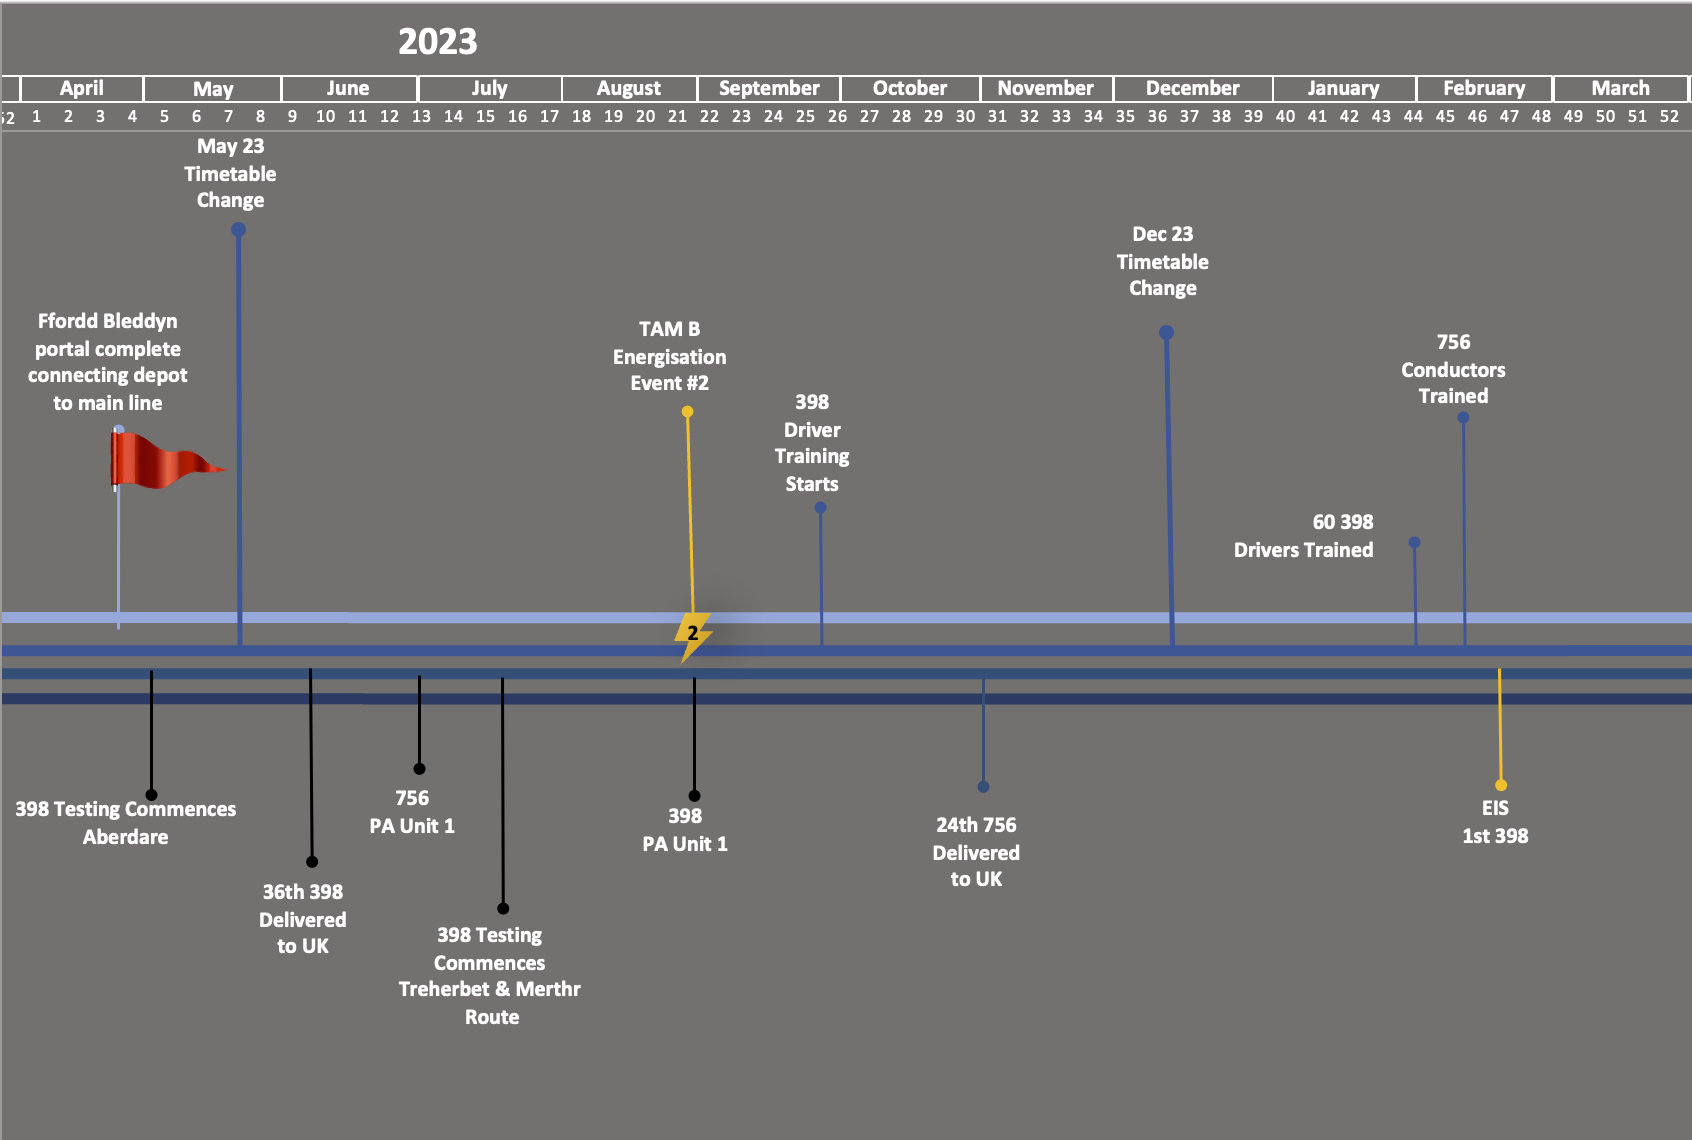 2023
April May June July August September October November December January February March
52 1 2 3 4 5 6 7 8 9 10 11 12 13 14 15 16 17 18 19 20 21 22 23 24 25 26 27 28 29 30 31 32 33 34 35 36 37 38 39 40 41 42 43 44 45 46 47 48 49 50 51 52
May 23
Timetable
Change
Ffordd Bleddyn
portal complete
connecting depot
to main line
TAM B
Energisation
Event #2
398
Driver
Training
Starts
Dec 23
Timetable
Change
60 398
Drivers Trained
756
Conductors
Trained
2
398 Testing Commences
Aberdare
36th 398
Delivered
to UK
756
PA Unit 1
398 Testing
Commences
Treherbet & Merthr
Route
398
PA Unit 1
24th 756
Delivered
to UK
EIS
1st 398